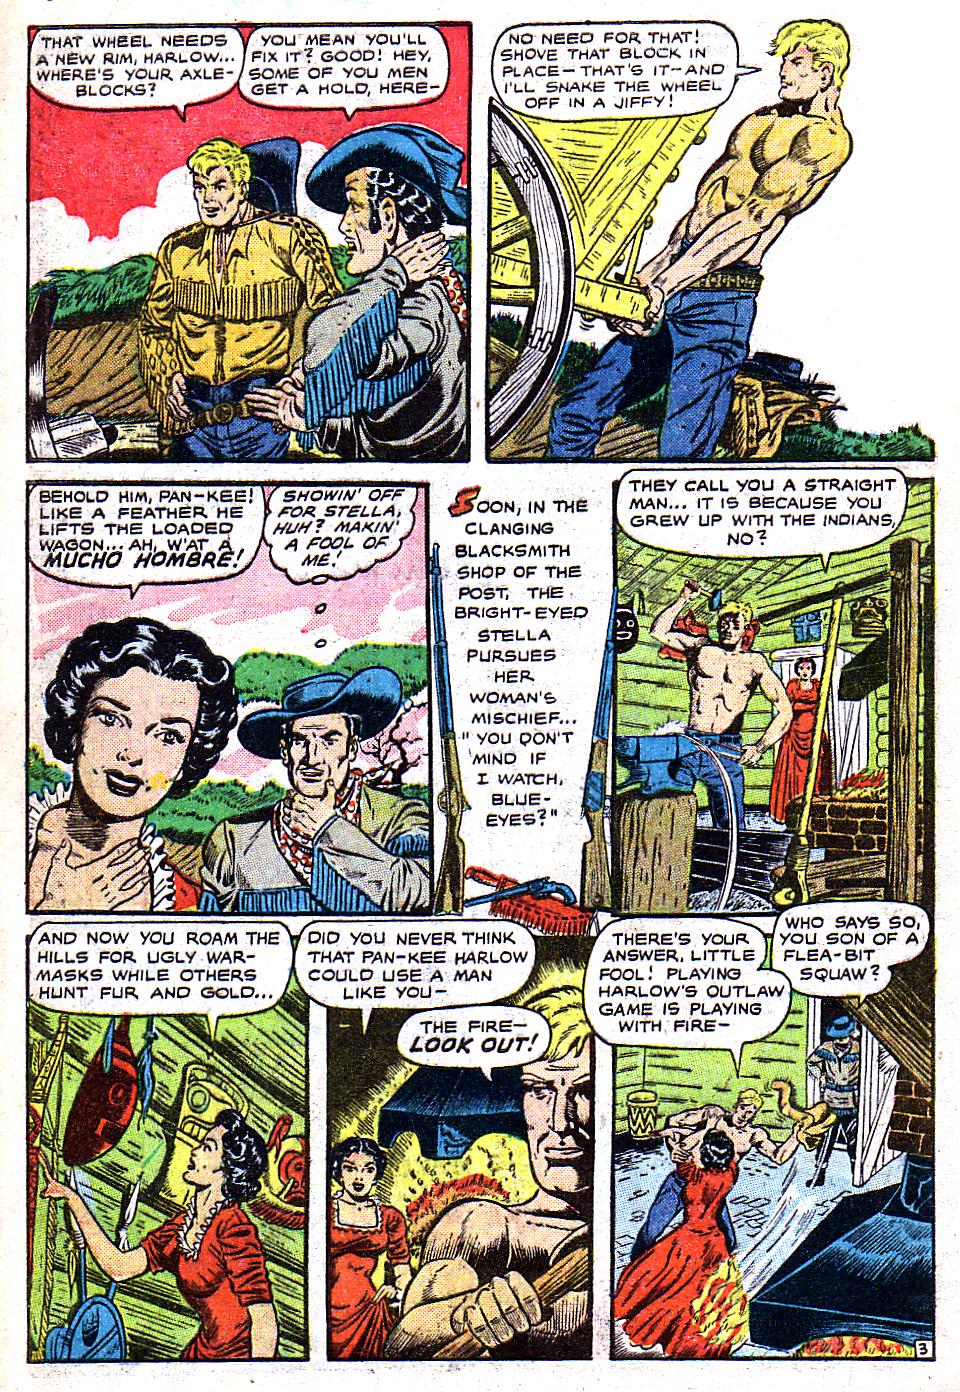 THAT WHEEL NEEDS
A NEW RIM, HARLOW...
WHERE'S YOUR AXLE-
BLOCKS?
YOU MEAN YOU'LL
FIX IT? GOOD! HEY,
SOME OF YOU MEN
GET A HOLD, HERE-
NO NEED FOR THAT!
SHOVE THAT BLOCK IN
PLACE-THAT'S IT-AND
I'LL SNAKE THE WHEEL
OFF IN A JIFFY!
BEHOLD HIM, PAN-KEE!
LIKE A FEATHER HE
LIFTS THE LOADED
WAGON... AH, W'AT A
MUCHO HOMBRE!
SHOWIN' OFF
FOR STELLA,
HUH? MAKIN'
A FOOL OF
ME!
SOON, IN THE
CLANGING
BLACKSMITH
SHOP OF THE
POST, THE
BRIGHT-EYED
STELLA
PURSUES
HER
WOMAN'S
MISCHIEF...
"YOU DON'T
MIND IF
I WATCH,
BLUE-
EYES?"
THEY CALL YOU A STRAIGHT
MAN... IT IS BECAUSE YOU
GREW UP WITH THE INDIANS,
NO?
AND NOW YOU ROAM THE
HILLS FOR UGLY WAR-
MASKS WHILE OTHERS
HUNT FUR AND GOLD...
DID YOU NEVER THINK
THAT PAN-KEE HARLOW
COULD USE A MAN
LIKE YOU-
THE FIRE-
LOOK OUT!
THERE'S YOUR
ANSWER, LITTLE
FOOL! PLAYING
HARLOW'S OUTLAW
GAME IS PLAYING
WITH FIRE-
WHO SAYS SO,
YOU SON OF A
FLEA-BIT
SQUAW?
3